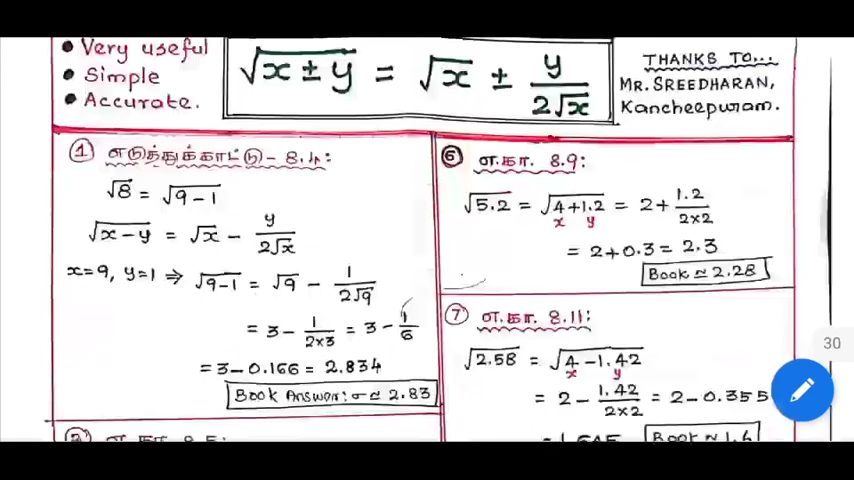 • Very useful
• Simple
• Accurate.
√(x ± y) = √x ± y/(2√x)
THANKS TO...
MR. SREEDHARAN,
Kancheepuram.
① எடுத்துக்காட்டு - 8.4:
√8 = √(9-1)
√(x-y) = √x - y/(2√x)
x=9, y=1 ⇒ √(9-1) = √9 - 1/(2√9)
= 3 - 1/(2×3) = 3 - 1/6
= 3 - 0.166 = 2.834
Book Answer: σ ≃ 2.83
⑥ எ.கா. 8.9:
√5.2 = √(4+1.2) = 2 + 1.2/(2×2)
x y
= 2+0.3 = 2.3
Book ≃ 2.28
⑦ எ.கா. 8.11:
√2.58 = √(4-1.42)
x y
= 2 - 1.42/(2×2) = 2-0.355
Book ≃ 1.6
30